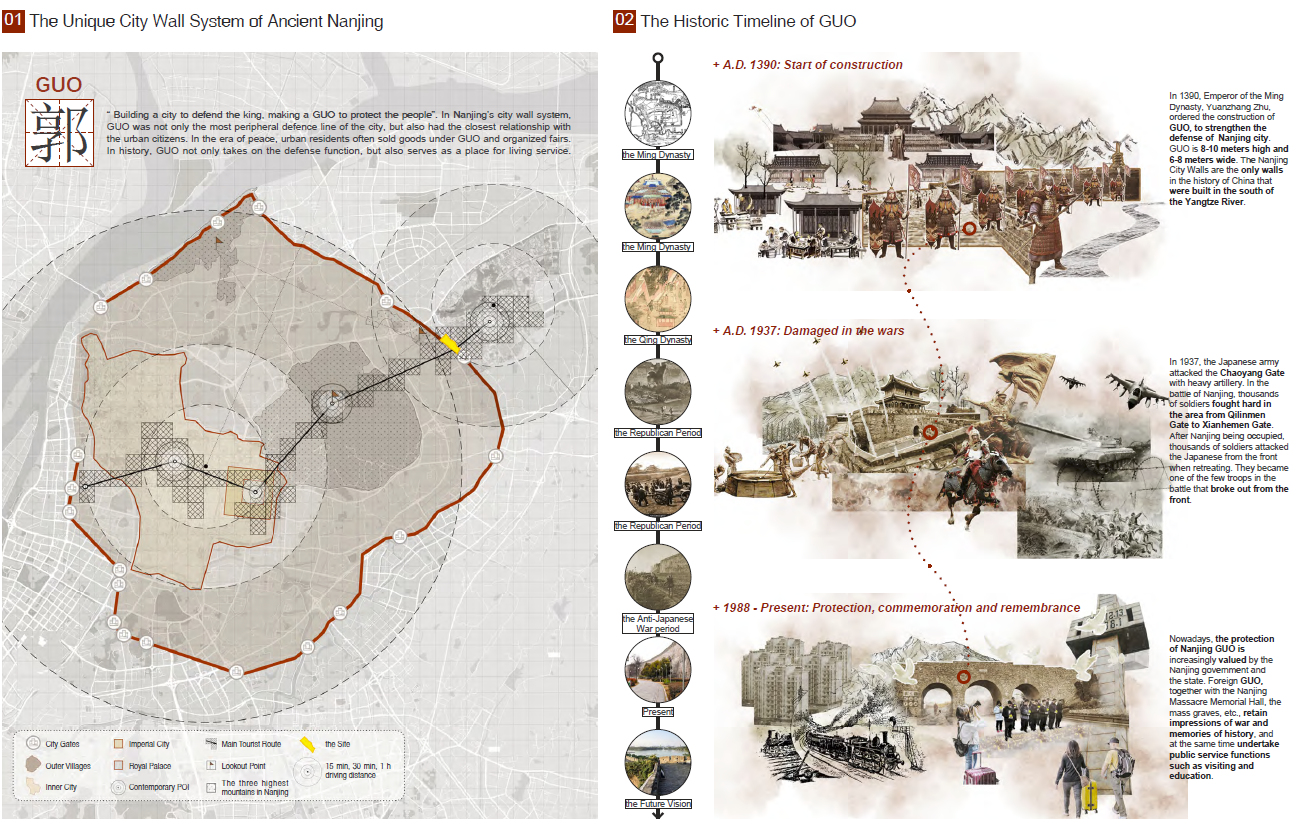 01 The Unique City Wall System of Ancient Nanjing
GUO
郭
“ Building a city to defend the king, making a GUO to protect the people”. In Nanjing’s city wall system,
GUO was not only the most peripheral defence line of the city, but also had the closest relationship with
the urban citizens. In the era of peace, urban residents often sold goods under GUO and organized fairs.
In history, GUO not only takes on the defense function, but also serves as a place for living service.
City Gates
Outer Villages
Inner City
Imperial City
Royal Palace
Contemporary POI
Main Tourist Route
Lookout Point
The three highest
mountains in Nanjing
the Site
15 min, 30 min, 1 h
driving distance
02 The Historic Timeline of GUO
the Ming Dynasty
the Ming Dynasty
the Qing Dynasty
the Republican Period
the Republican Period
the Anti-Japanese
War period
Present
the Future Vision
+ A.D. 1390: Start of construction
In 1390, Emperor of the Ming
Dynasty, Yuanzhang Zhu,
ordered the construction of
GUO, to strengthen the
defense of Nanjing city.
GUO is 8-10 meters high and
6-8 meters wide. The Nanjing
City Walls are the only walls
in the history of China that
were built in the south of
the Yangtze River.
+ A.D. 1937: Damaged in the wars
In 1937, the Japanese army
attacked the Chaoyang Gate
with heavy artillery. In the
battle of Nanjing, thousands
of soldiers fought hard in
the area from Qilinmen
Gate to Xianhemen Gate.
After Nanjing being occupied,
thousands of soldiers attacked
the Japanese from the front
when retreating. They became
one of the few troops in the
battle that broke out from the
front.
+ 1988 - Present: Protection, commemoration and remembrance
Nowadays, the protection
of Nanjing GUO is
increasingly valued by the
Nanjing government and
the state. Foreign GUO,
together with the Nanjing
Massacre Memorial Hall, the
mass graves, etc., retain
impressions of war and
memories of history, and
at the same time undertake
public service functions
such as visiting and
education.